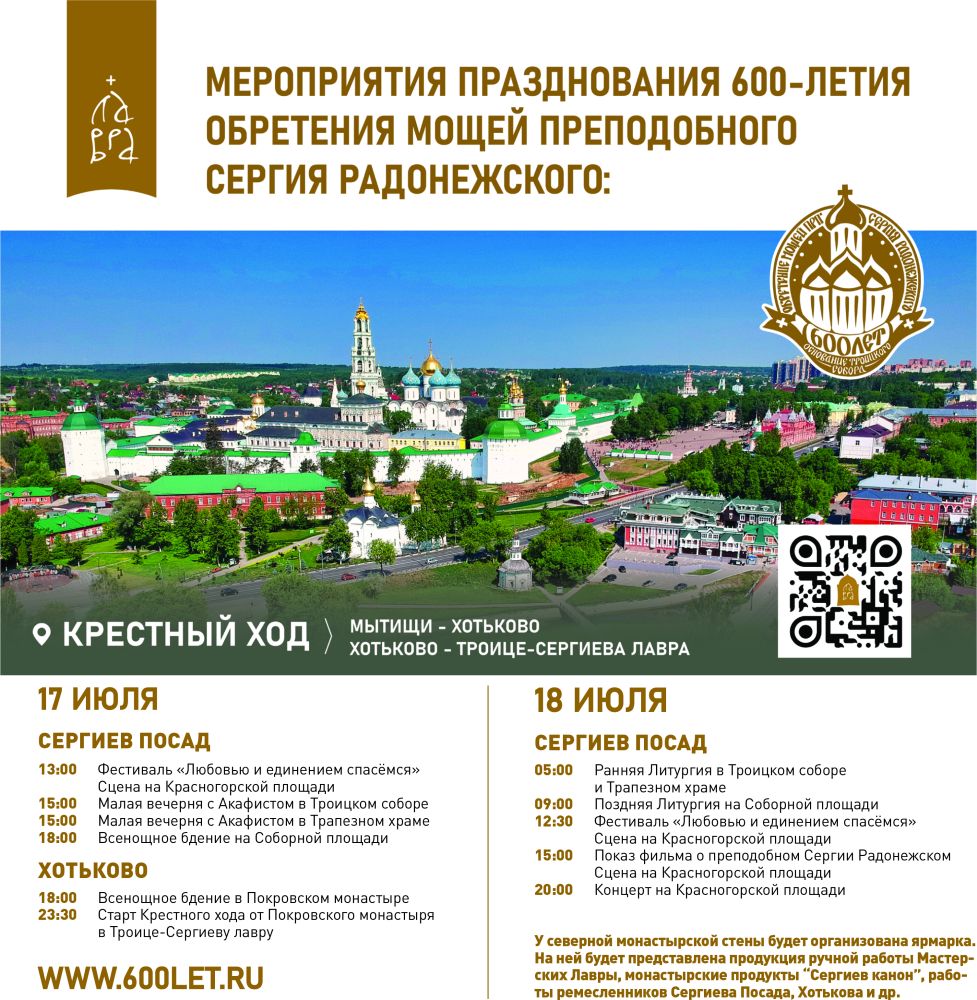 ЛА
ВРА
МЕРОПРИЯТИЯ ПРАЗДНОВАНИЯ 600-ЛЕТИЯ
ОБРЕТЕНИЯ МОЩЕЙ ПРЕПОДОБНОГО
СЕРГИЯ РАДОНЕЖСКОГО:
СЕРГИЯ РАДОНЕЖСКОГО
600 ЛЕТ
ОСНОВАНИЕ ТРОИЦКОГО
СОБОРА
КРЕСТНЫЙ ХОД
МЫТИЩИ - ХОТЬКОВО
ХОТЬКОВО - ТРОИЦЕ-СЕРГИЕВА ЛАВРА
17 ИЮЛЯ
СЕРГИЕВ ПОСАД
13:00 Фестиваль «Любовью и единением спасёмся»
Сцена на Красногорской площади
15:00 Малая вечерня с Акафистом в Троицком соборе
15:00 Малая вечерня с Акафистом в Трапезном храме
18:00 Всенощное бдение на Соборной площади
ХОТЬКОВО
18:00 Всенощное бдение в Покровском монастыре
23:30 Старт Крестного хода от Покровского монастыря
в Троице-Сергиеву лавру
WWW.600LET.RU
18 ИЮЛЯ
СЕРГИЕВ ПОСАД
05:00 Ранняя Литургия в Троицком соборе
и Трапезном храме
09:00 Поздняя Литургия на Соборной площади
12:30 Фестиваль «Любовью и единением спасёмся»
Сцена на Красногорской площади
15:00 Показ фильма о преподобном Сергии Радонежском
Сцена на Красногорской площади
20:00 Концерт на Красногорской площади
У северной монастырской стены будет организована ярмарка.
На ней будет представлена продукция ручной работы Мастер-
ских Лавры, монастырские продукты “Сергиев канон”, рабо-
ты ремесленников Сергиева Посада, Хотькова и др.